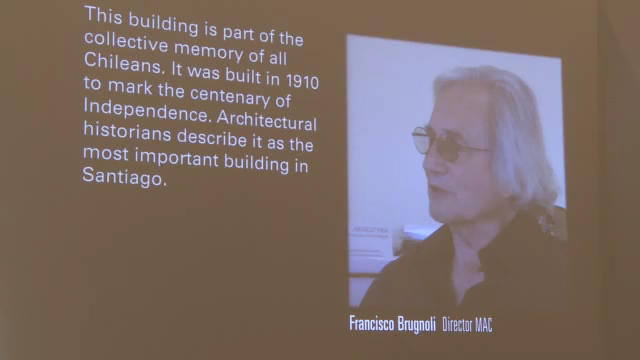 This building is part of the
collective memory of all
Chileans. It was built in 1910
to mark the centenary of
Independence. Architectural
historians describe it as the
most important building in
Santiago.
Francisco Brugnoli Director MAC